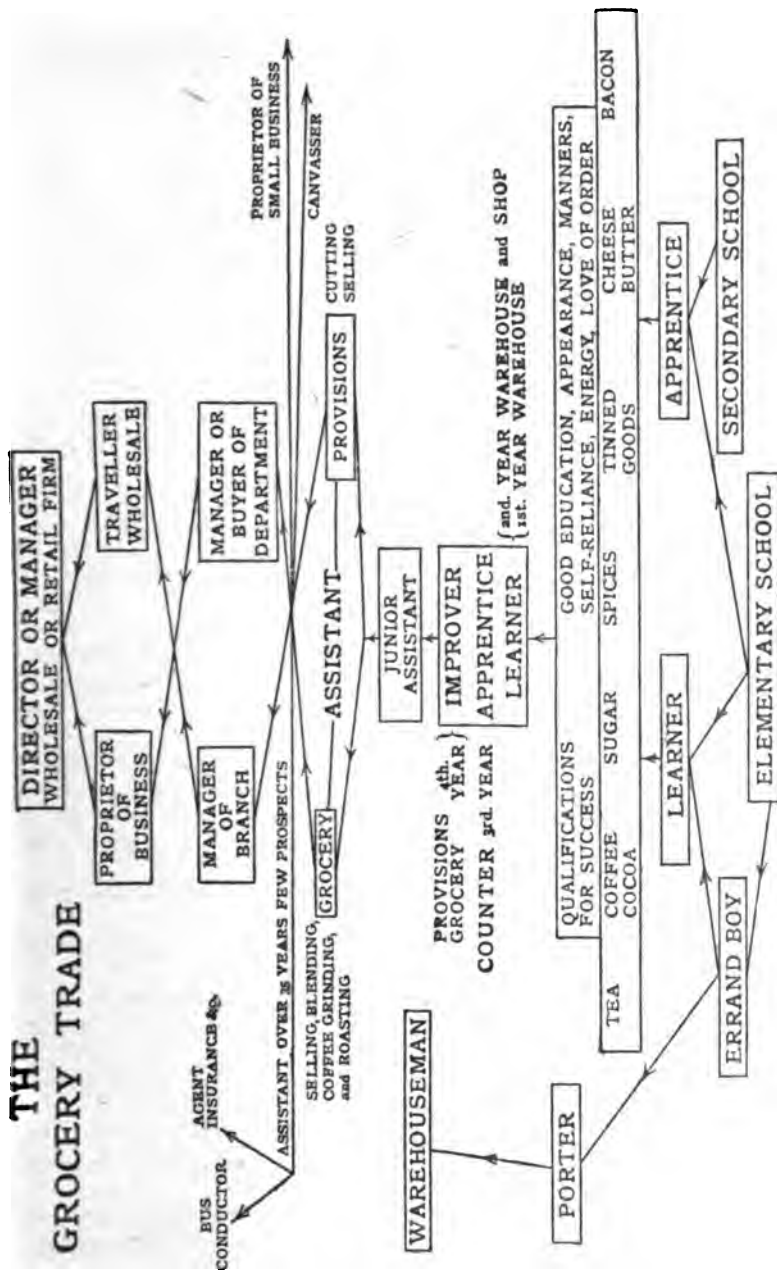 THE
GROCERY TRADE
DIRECTOR OR MANAGER
WHOLESALE OR RETAIL FIRM
PROPRIETOR
OF
BUSINESS
TRAVELLER
WHOLESALE
MANAGER
OF
BRANCH
MANAGER OR
BUYER OF
DEPARTMENT
AGENT
INSURANCE &c.
BUS
CONDUCTOR
ASSISTANT OVER 25 YEARS FEW PROSPECTS
PROPRIETOR OF
SMALL BUSINESS
CANVASSER
SELLING, BLENDING,
COFFEE GRINDING,
and ROASTING
GROCERY
ASSISTANT
PROVISIONS
CUTTING
SELLING
JUNIOR
ASSISTANT
WAREHOUSEMAN
PROVISIONS 4th.
GROCERY YEAR
COUNTER 3rd. YEAR
IMPROVER
APPRENTICE
LEARNER
2nd. YEAR WAREHOUSE and SHOP
1st. YEAR WAREHOUSE
QUALIFICATIONS
FOR SUCCESS
GOOD EDUCATION, APPEARANCE, MANNERS,
SELF-RELIANCE, ENERGY, LOVE OF ORDER
TEA
COFFEE
COCOA
SUGAR
SPICES
TINNED
GOODS
CHEESE
BUTTER
BACON
PORTER
LEARNER
APPRENTICE
ERRAND BOY
SECONDARY SCHOOL
ELEMENTARY SCHOOL